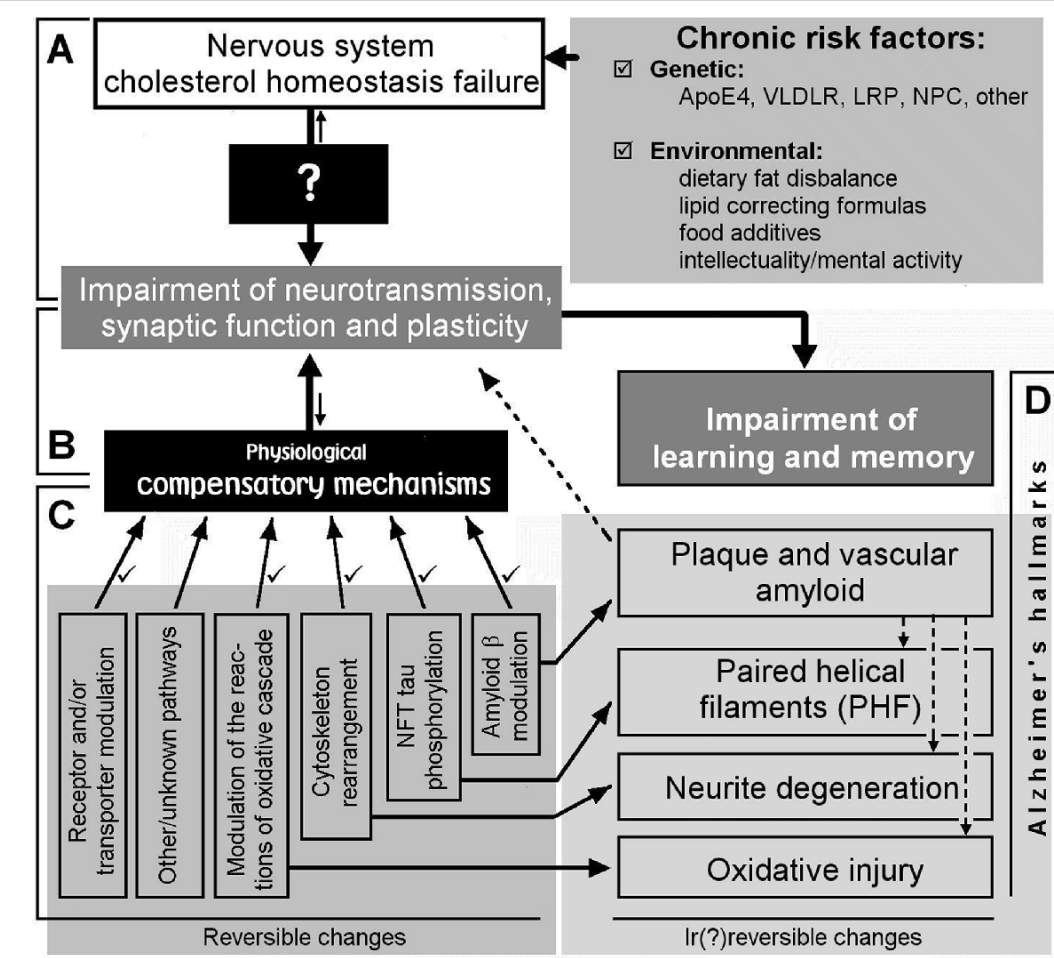 A
Nervous system
cholesterol homeostasis failure
Chronic risk factors:
☑ Genetic:
ApoE4, VLDLR, LRP, NPC, other
☑ Environmental:
dietary fat disbalance
lipid correcting formulas
food additives
intellectuality/mental activity
?
Impairment of neurotransmission,
synaptic function and plasticity
B
Physiological
compensatory mechanisms
Impairment of
learning and memory
D
Alzheimer's hallmarks
C
Receptor and/or
transporter modulation
Other/unknown pathways
Modulation of the reac-
tions of oxidative cascade
Cytoskeleton
rearrangement
NFT tau
phosphorylation
Amyloid β
modulation
Plaque and vascular
amyloid
Paired helical
filaments (PHF)
Neurite degeneration
Oxidative injury
Reversible changes
Ir(?)reversible changes